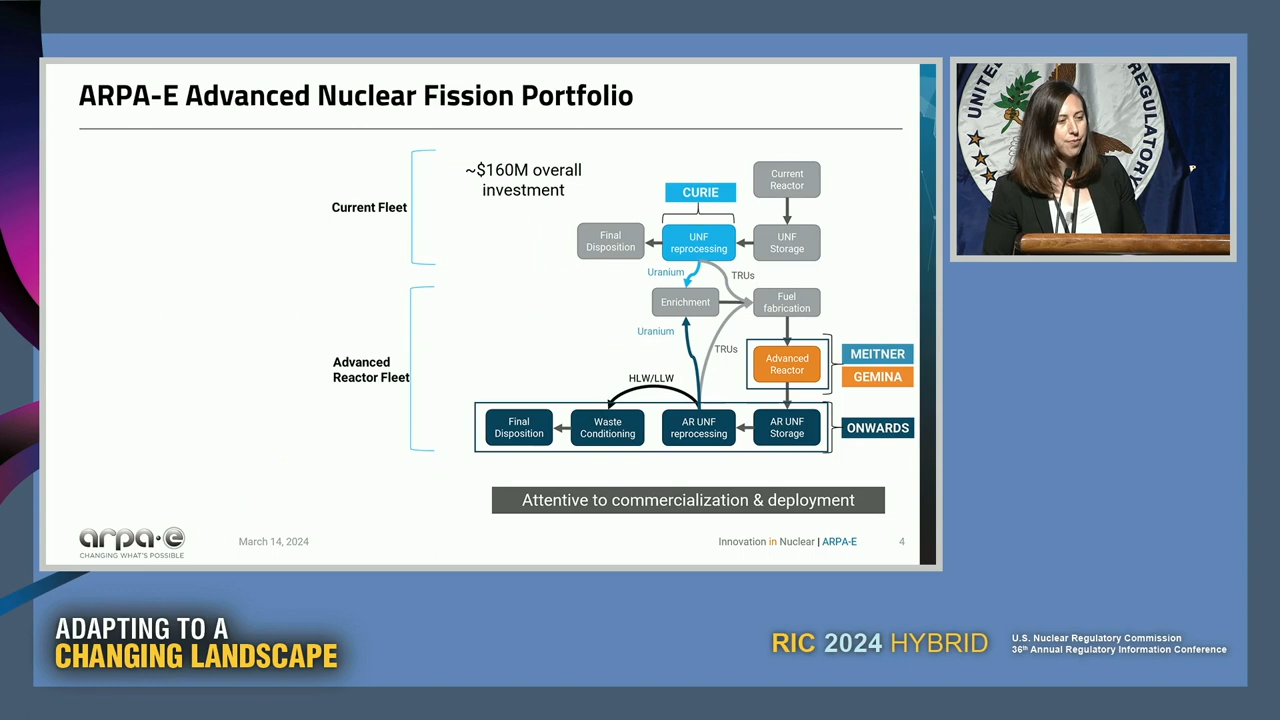 ARPA-E Advanced Nuclear Fission Portfolio
~$160M overall
investment
Current Fleet
CURIE
Current
Reactor
Final
Disposition
UNF
reprocessing
UNF
Storage
Uranium
TRUs
Enrichment
Fuel
fabrication
Uranium
TRUs
Advanced
Reactor Fleet
Advanced
Reactor
MEITNER
GEMINA
HLW/LLW
Final
Disposition
Waste
Conditioning
AR UNF
reprocessing
AR UNF
Storage
ONWARDS
Attentive to commercialization & deployment
arpa·e
CHANGING WHAT'S POSSIBLE
March 14, 2024
Innovation in Nuclear | ARPA-E
4
UNITE
REGULATORY
ADAPTING TO A
CHANGING LANDSCAPE
RIC 2024 HYBRID
U.S. Nuclear Regulatory Commission
36th Annual Regulatory Information Conference